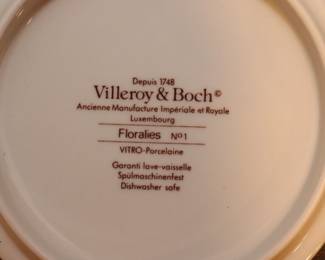 Depuis 1748
Villeroy & Boch©
Ancienne Manufacture Impériale et Royale
Luxembourg
Floralies No1
VITRO-Porcelaine
Garanti lave-vaisselle
Spülmaschinenfest
Dishwasher safe